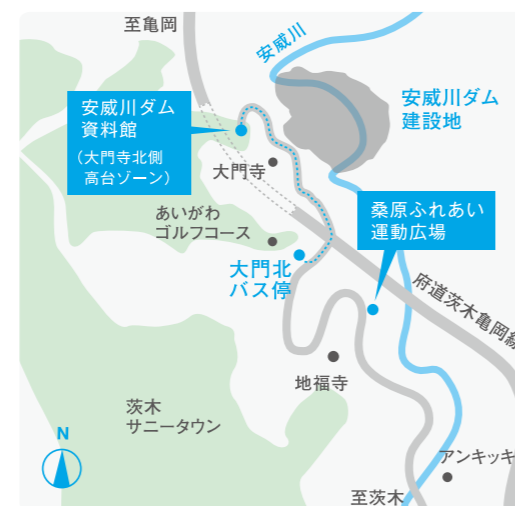 至亀岡
安威川
安威川ダム
資料館
（大門寺北側
高台ゾーン）
安威川ダム
建設地
大門寺
桑原ふれあい
運動広場
あいがわ
ゴルフコース
大門北
バス停
府道茨木亀岡線
地福寺
茨木
サニータウン
N
アンキッキ
至茨木